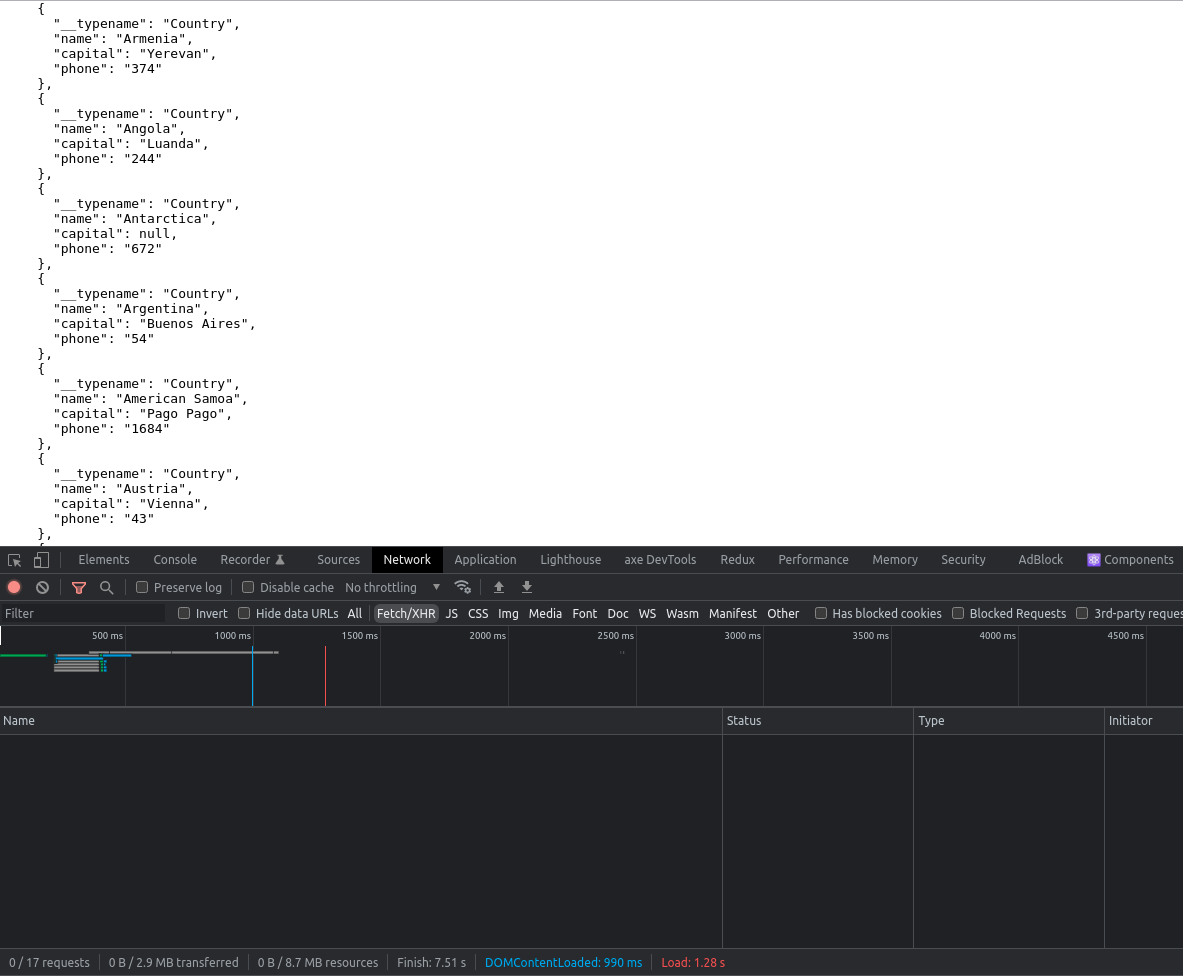 {
"__typename": "Country",
"name": "Armenia",
"capital": "Yerevan",
"phone": "374"
},
{
"__typename": "Country",
"name": "Angola",
"capital": "Luanda",
"phone": "244"
},
{
"__typename": "Country",
"name": "Antarctica",
"capital": null,
"phone": "672"
},
{
"__typename": "Country",
"name": "Argentina",
"capital": "Buenos Aires",
"phone": "54"
},
{
"__typename": "Country",
"name": "American Samoa",
"capital": "Pago Pago",
"phone": "1684"
},
{
"__typename": "Country",
"name": "Austria",
"capital": "Vienna",
"phone": "43"
},
Elements Console Recorder Sources Network Application Lighthouse axe DevTools Redux Performance Memory Security AdBlock Components
Preserve log Disable cache No throttling
Filter Invert Hide data URLs All Fetch/XHR JS CSS Img Media Font Doc WS Wasm Manifest Other Has blocked cookies Blocked Requests 3rd-party reques
500 ms 1000 ms 1500 ms 2000 ms 2500 ms 3000 ms 3500 ms 4000 ms 4500 ms
Name Status Type Initiator
0 / 17 requests 0 B / 2.9 MB transferred 0 B / 8.7 MB resources Finish: 7.51 s DOMContentLoaded: 990 ms Load: 1.28 s